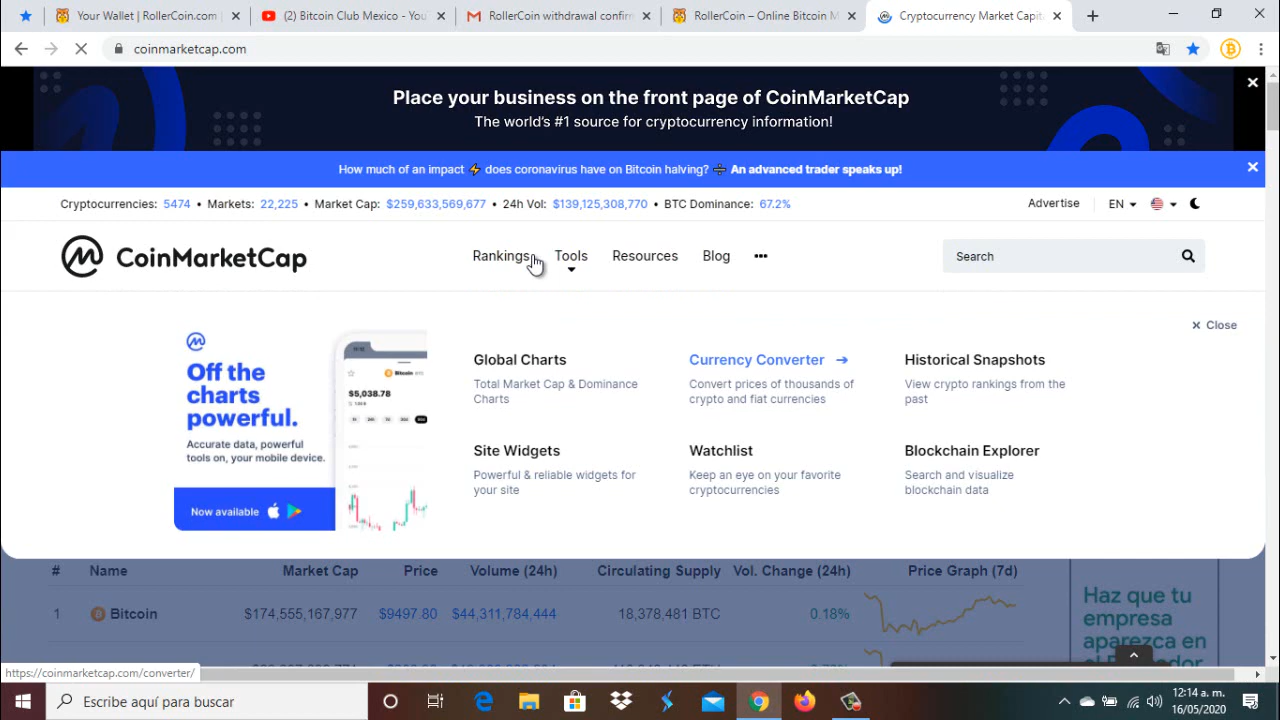 Your Wallet | RollerCoin.com
(2) Bitcoin Club Mexico - You
RollerCoin withdrawal confirm
RollerCoin – Online Bitcoin M
Cryptocurrency Market Capita
coinmarketcap.com
Place your business on the front page of CoinMarketCap
The world's #1 source for cryptocurrency information!
How much of an impact ⚡ does coronavirus have on Bitcoin halving? ➗ An advanced trader speaks up!
Cryptocurrencies: 5474 • Markets: 22,225 • Market Cap: $259,633,569,677 • 24h Vol: $139,125,308,770 • BTC Dominance: 67.2%
Advertise EN
CoinMarketCap
Rankings Tools Resources Blog
Search
Close
Off the
charts
powerful.
Accurate data, powerful
tools on, your mobile device.
Now available
Bitcoin
$5,038.78
Global Charts
Total Market Cap & Dominance
Charts
Currency Converter →
Convert prices of thousands of
crypto and fiat currencies
Historical Snapshots
View crypto rankings from the
past
Site Widgets
Powerful & reliable widgets for
your site
Watchlist
Keep an eye on your favorite
cryptocurrencies
Blockchain Explorer
Search and visualize
blockchain data
# Name Market Cap Price Volume (24h) Circulating Supply Vol. Change (24h) Price Graph (7d)
1 Bitcoin $174,555,167,977 $9497.80 $44,311,784,444 18,378,481 BTC 0.18%
Haz que tu
empresa
aparezca en
https://coinmarketcap.com/converter/
Escribe aquí para buscar
12:14 a. m.
16/05/2020